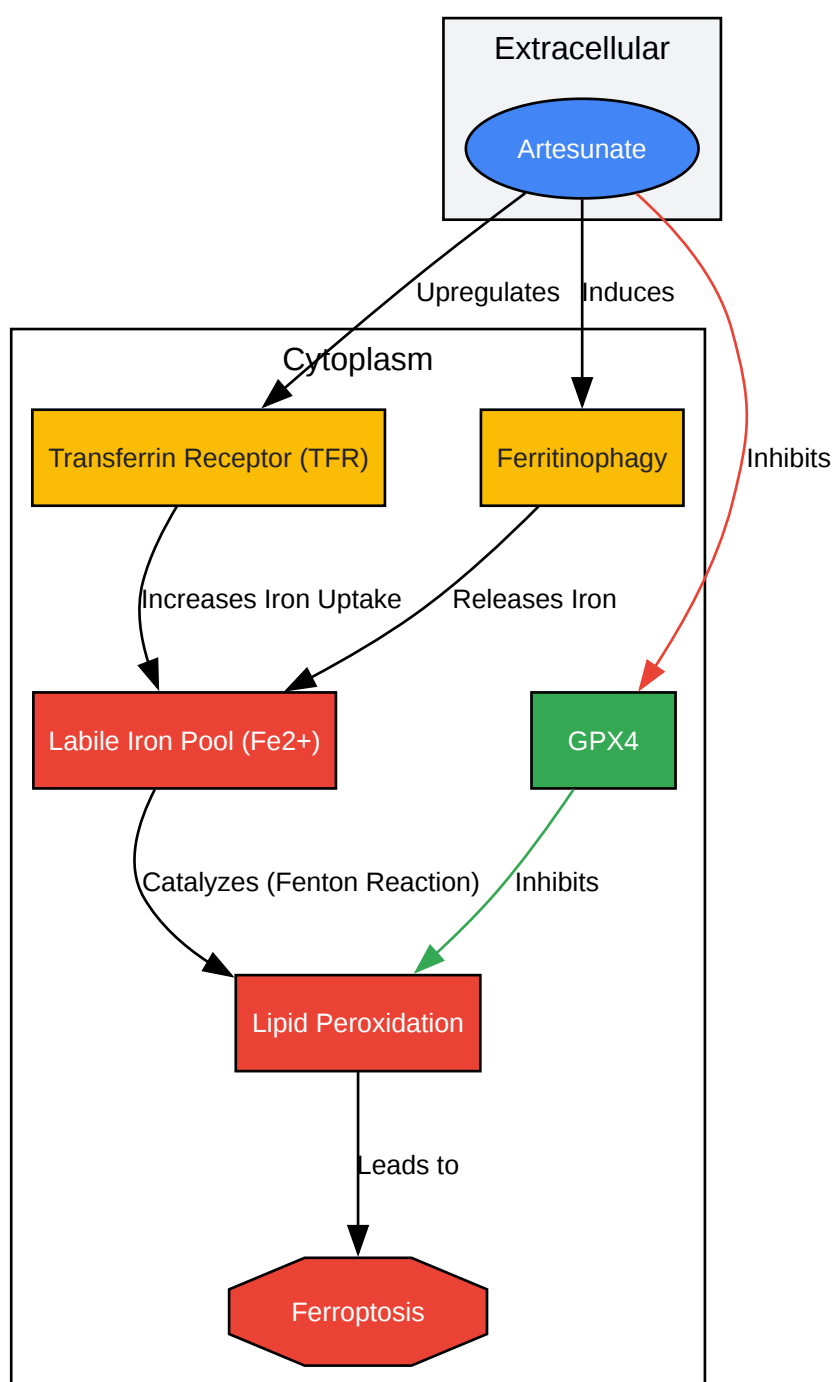 Extracellular
Artesunate
Upregulates
Induces
Cytoplasm
Transferrin Receptor (TFR)
Ferritinophagy
Inhibits
Increases Iron Uptake
Releases Iron
Labile Iron Pool (Fe2+)
GPX4
Catalyzes (Fenton Reaction)
Inhibits
Lipid Peroxidation
Leads to
Ferroptosis